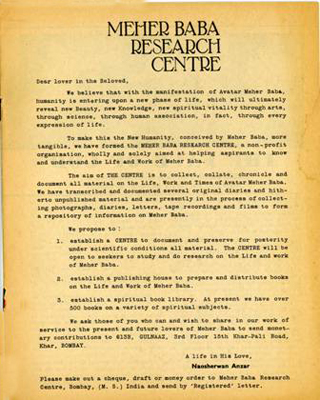 MEHER BABA
RESEARCH
CENTRE
Dear lover in the Beloved,
We believe that with the manifestation of Avatar Meher Baba,
humanity is entering upon a new phase of life, which will ultimately
reveal new Beauty, new Knowledge, new spiritual vitality through arts,
through science, through human association, in fact, through every
expression of life.
To make this the New Humanity, conceived by Meher Baba, more
tangible, we have formed the MEHER BABA RESEARCH CENTRE, a non-profit
organisation, wholly and solely aimed at helping aspirants to know
and understand the Life and Work of Meher Baba.
The aim of THE CENTRE is to collect, collate, chronicle and
document all material on the Life, Work and Times of Avatar Meher Baba.
We have transcribed and documented several original diaries and hith-
erto unpublished material and are presently in the process of collect-
ing photographs, diaries, letters, tape recordings and films to form
a repository of information on Meher Baba.
We propose to :
1. establish a CENTRE to document and preserve for posterity
under scientific conditions all material. The CENTRE will be
open to seekers to study and do research on the Life and work
of Meher Baba.
2. establish a publishing house to prepare and distribute books
on the Life and Work of Meher Baba.
3. establish a spiritual book library. At present we have over
500 books on a variety of spiritual subjects.
We ask those of you who can and wish to share in our work of
service to the present and future lovers of Meher Baba to send monet-
ary contributions to 613B, GULNAAZ, 3rd Floor 15th Khar-Pali Road,
Khar, BOMBAY.
A life in His Love,
Naosherwan Anzar
Please make out a cheque, draft or money order to Meher Baba Research
Centre, Bombay, (M. S.) India and send by 'Registered' letter.